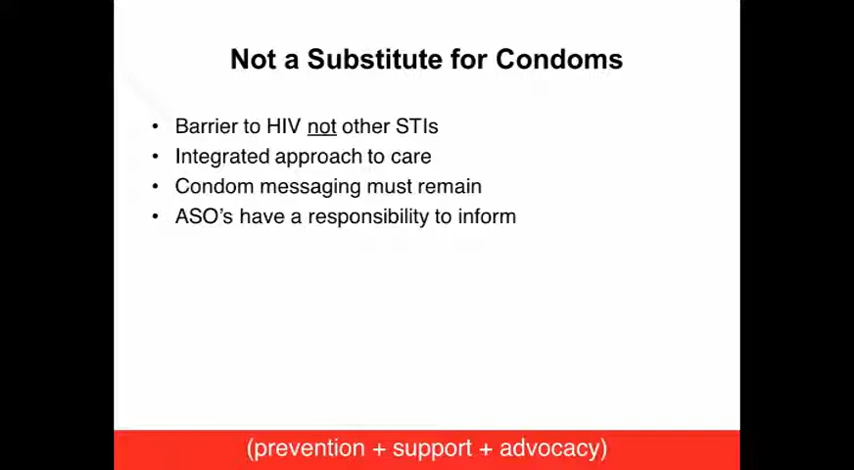 Not a Substitute for Condoms
• Barrier to HIV not other STIs
• Integrated approach to care
• Condom messaging must remain
• ASO's have a responsibility to inform
(prevention + support + advocacy)